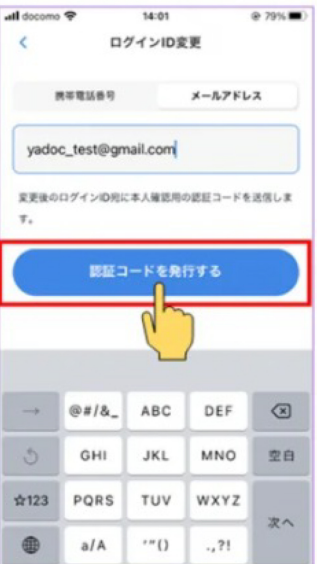 docomo 14:01 79%
ログインID変更
携帯電話番号 メールアドレス
yadoc_test@gmail.com
変更後のログインID宛に本人確認用の認証コードを送信しま
す。
認証コードを発行する
→ @#/&_ ABC DEF
GHI JKL MNO 空白
☆123 PQRS TUV WXYZ
次へ
a/A '"() .,?!